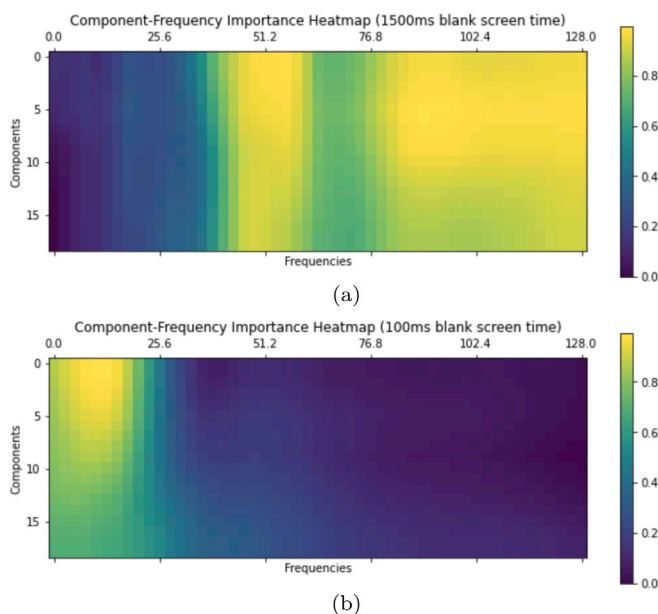 Component-Frequency Importance Heatmap (1500ms blank screen time)
0.0 25.6 51.2 76.8 102.4 128.0
0
5
10
15
Components
Frequencies
0.8
0.6
0.4
0.2
0.0
(a)
Component-Frequency Importance Heatmap (100ms blank screen time)
0.0 25.6 51.2 76.8 102.4 128.0
0
5
10
15
Components
Frequencies
0.8
0.6
0.4
0.2
0.0
(b)